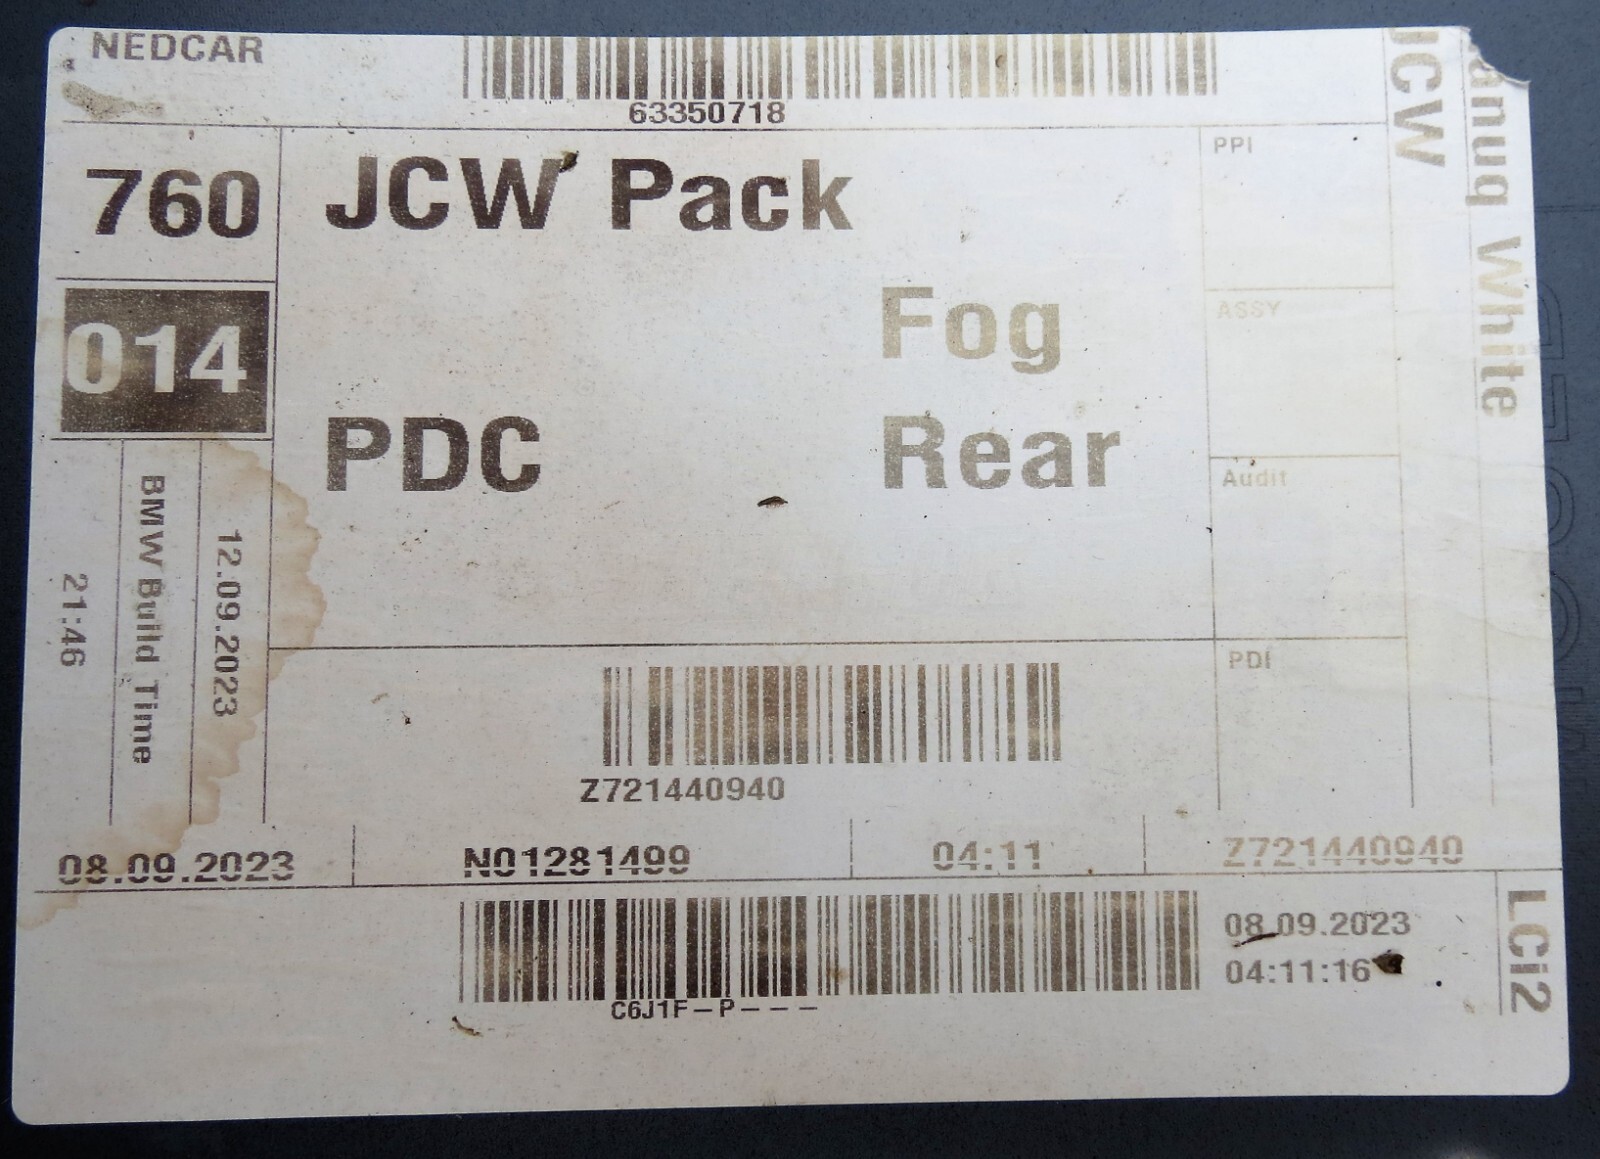 NEDCAR
63350718
JCW
anuq White
760
JCW Pack
PPI
014
Fog
ASSY
PDC
Rear
Audit
12.09.2023
BMW Build Time
21:46
PDI
Z721440940
08.09.2023
N01281499
04:11
Z721440940
08.09.2023
04:11:16
C6J1F-P---
LCi2